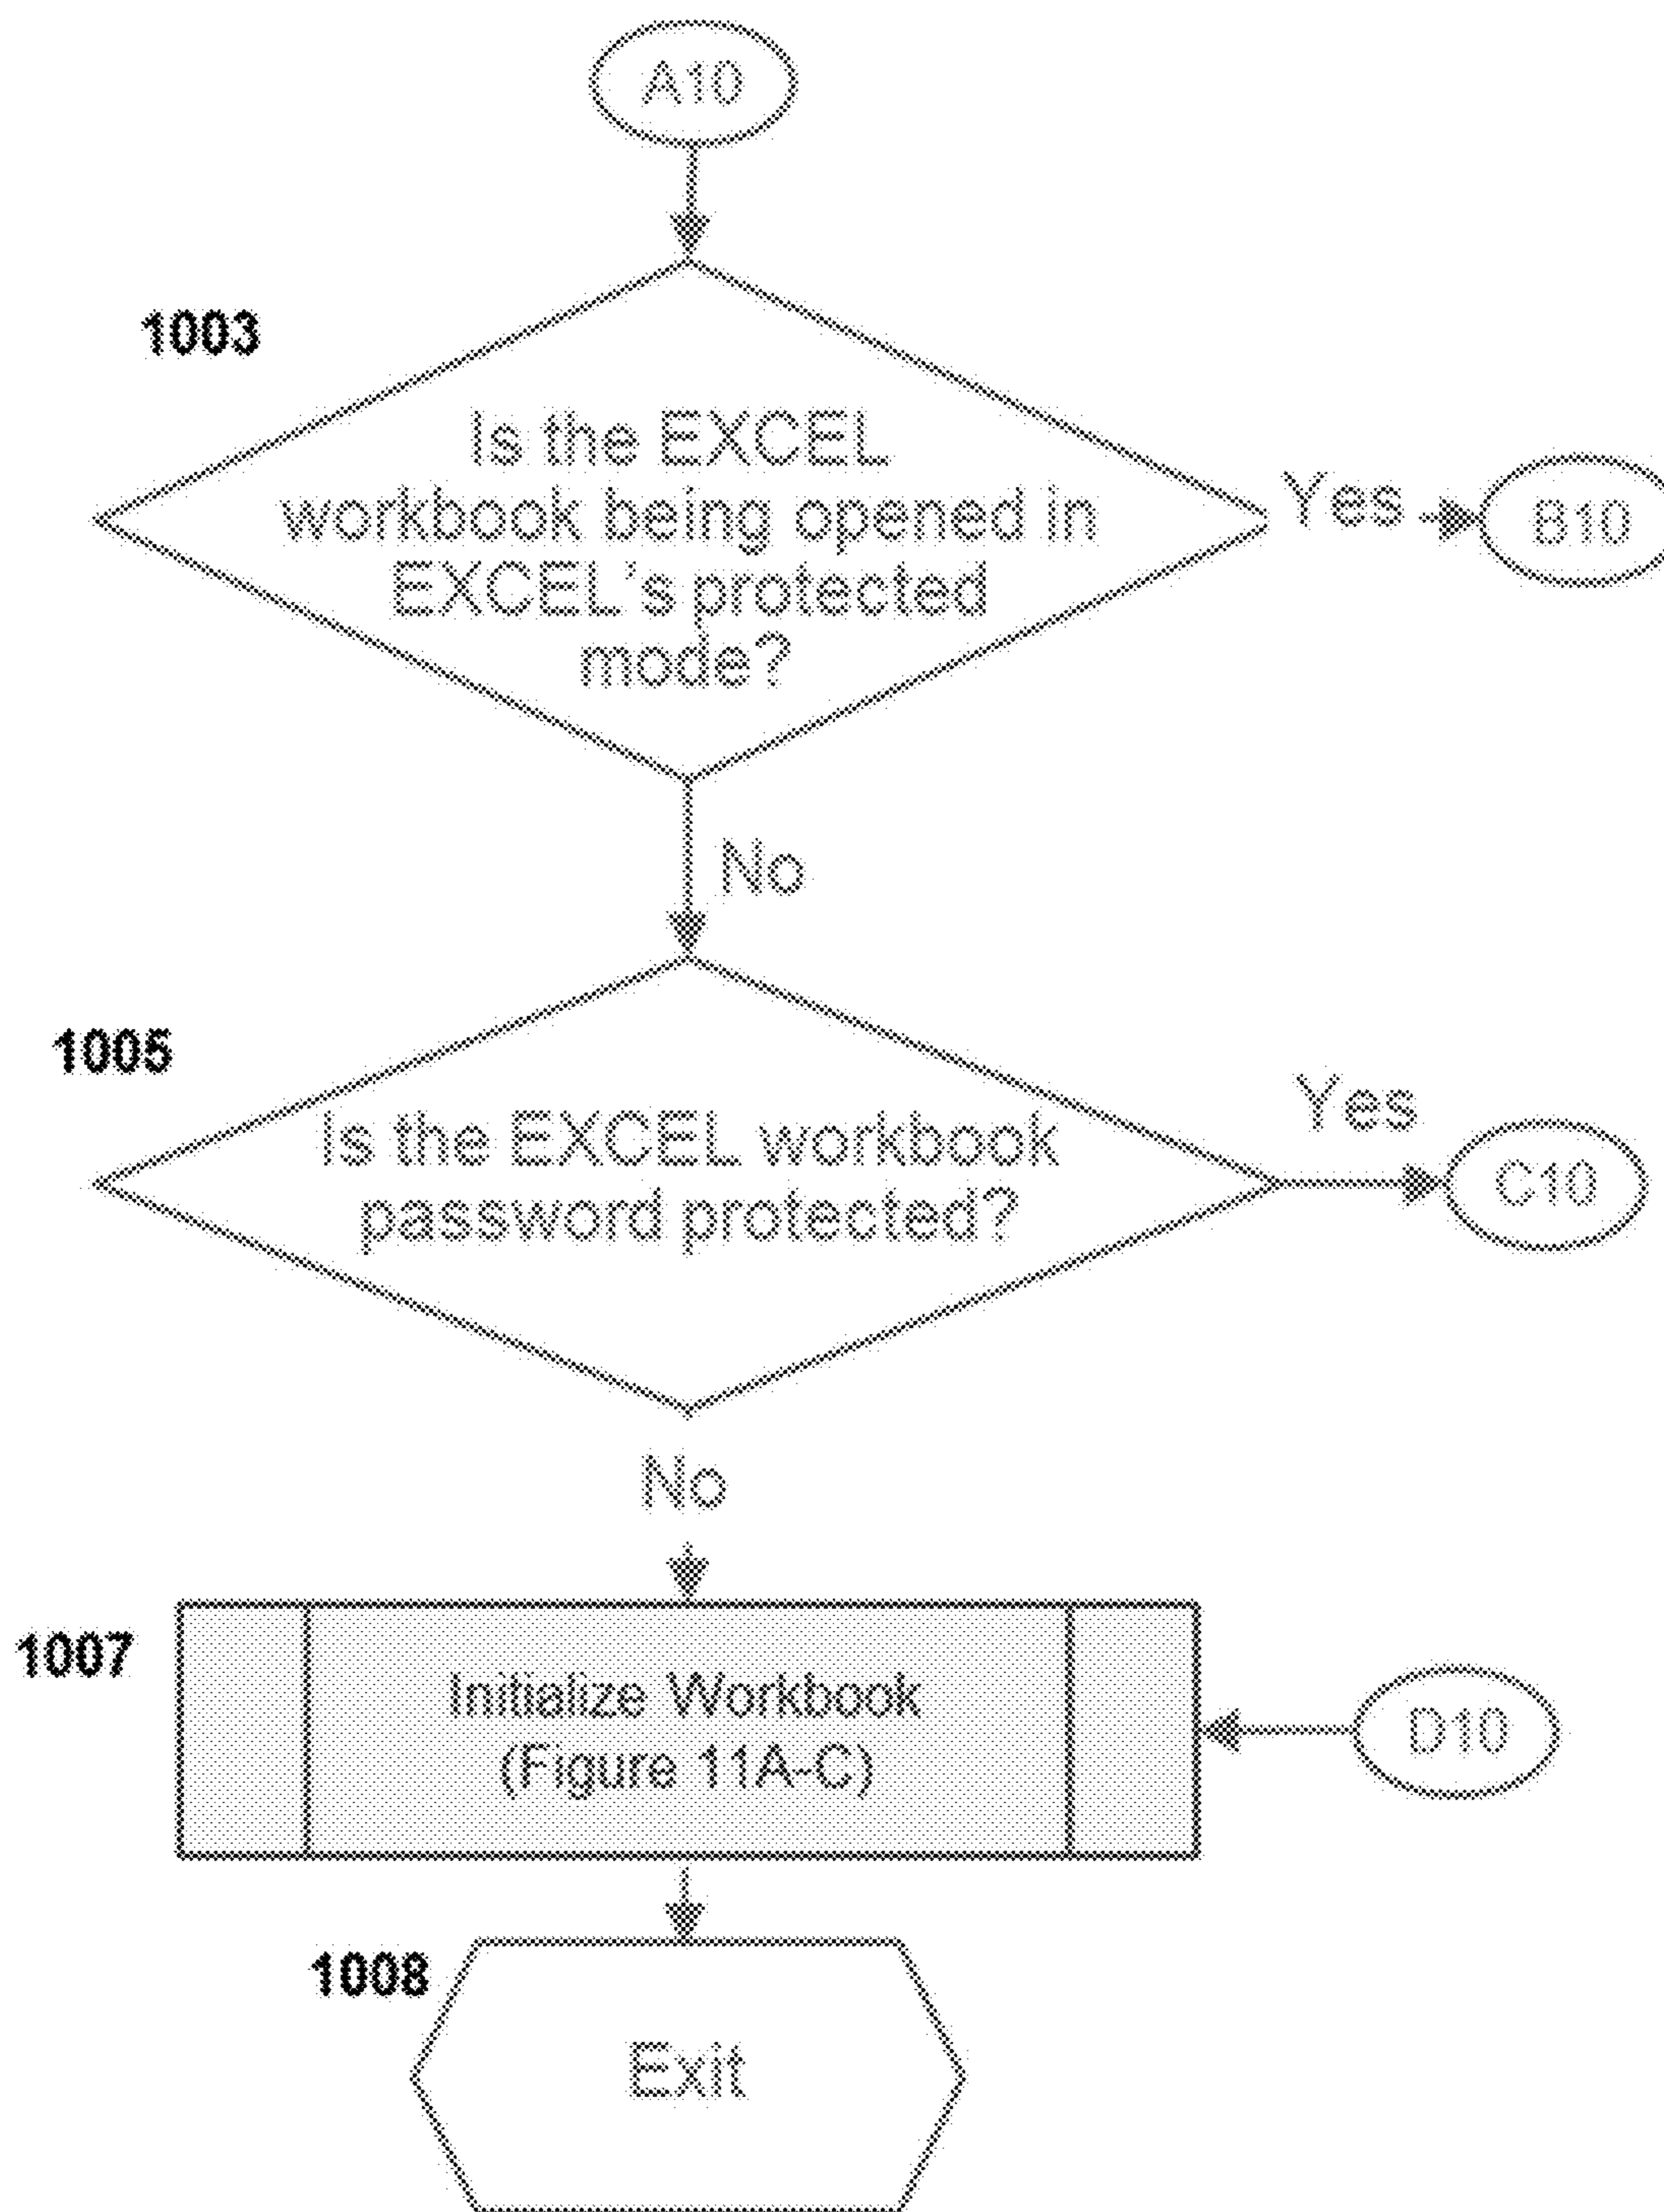 A10
1003
Is the EXCEL
workbook being opened in
EXCEL's protected
mode?
Yes
B10
No
1005
Is the EXCEL workbook
password protected?
Yes
C10
No
1007
Initialize Workbook
(Figure 11A-C)
D10
1008
Exit